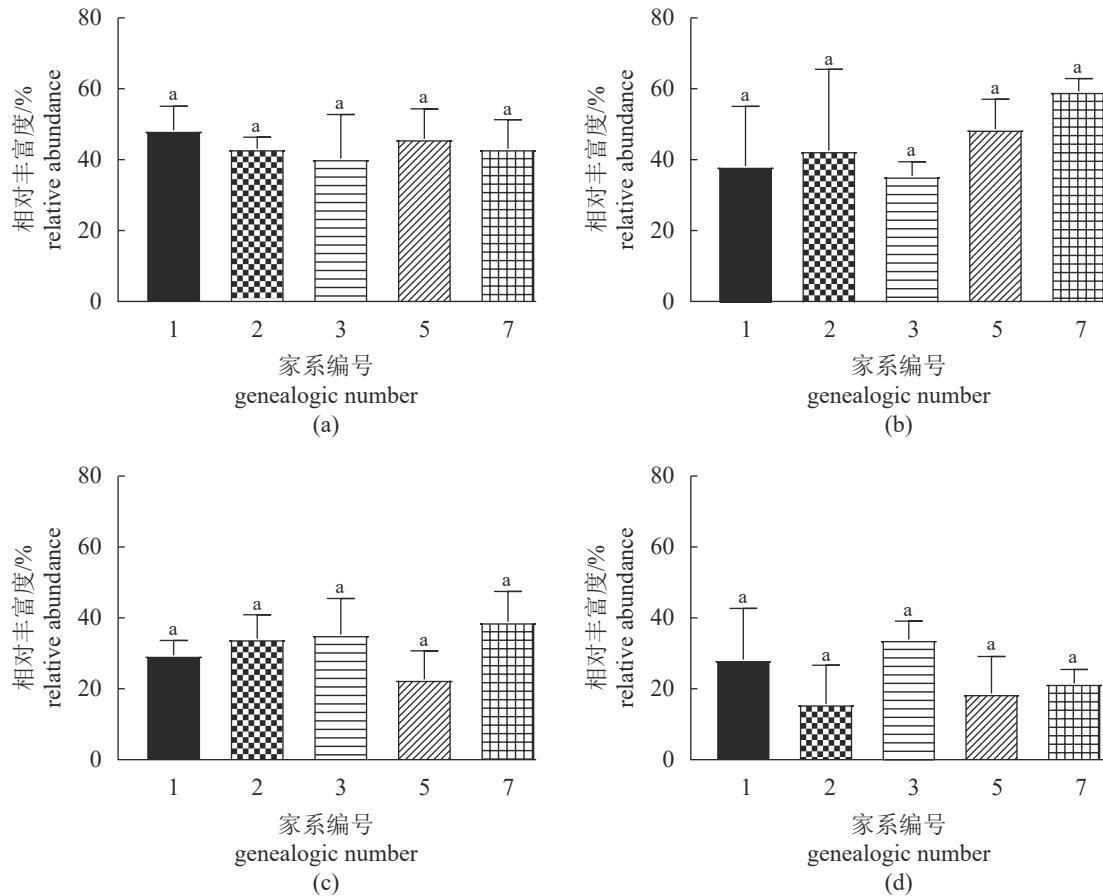 80
60
40
20
0
相对丰富度/%
relative abundance
a
a
a
a
a
1 2 3 5 7
家系编号
genealogic number
(a)
80
60
40
20
0
相对丰富度/%
relative abundance
a
a
a
a
a
1 2 3 5 7
家系编号
genealogic number
(b)
80
60
40
20
0
相对丰富度/%
relative abundance
a
a
a
a
a
1 2 3 5 7
家系编号
genealogic number
(c)
80
60
40
20
0
相对丰富度/%
relative abundance
a
a
a
a
a
1 2 3 5 7
家系编号
genealogic number
(d)